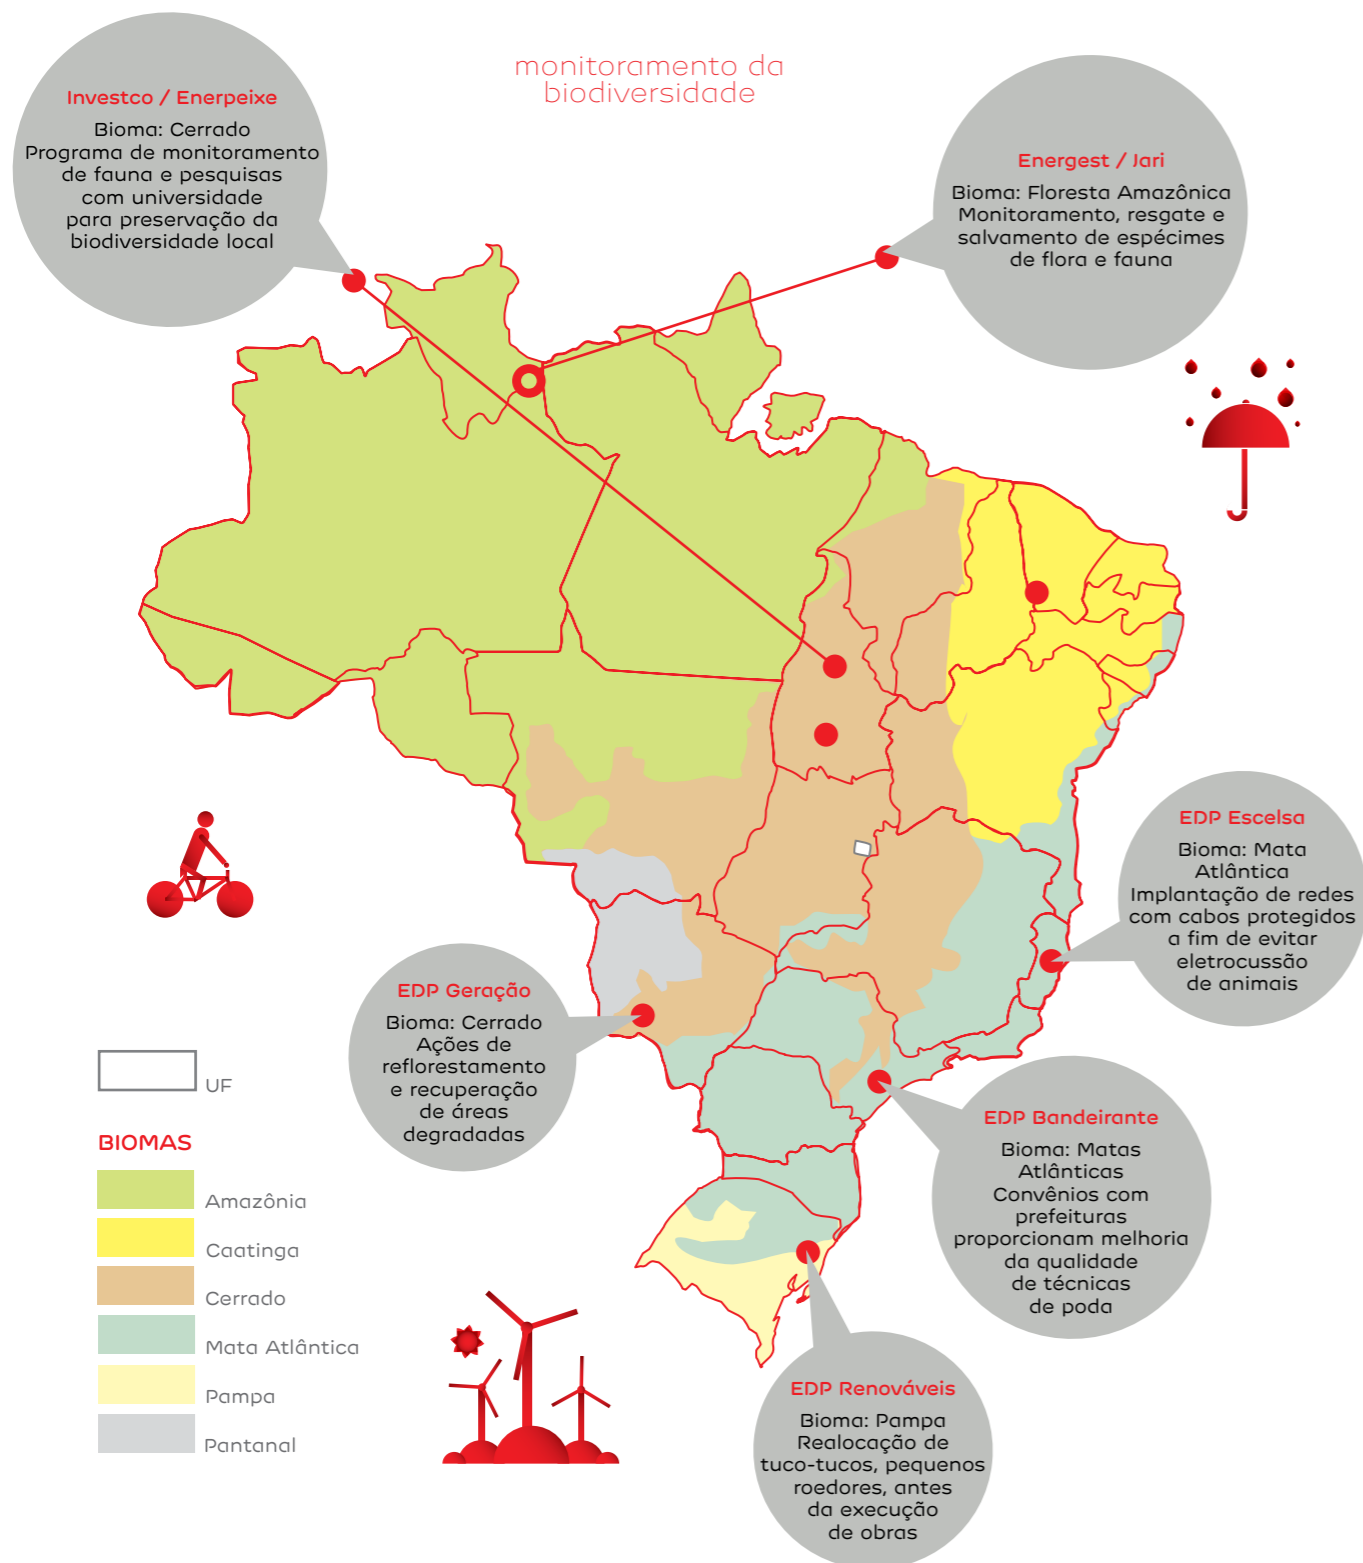 monitoramento da
biodiversidade
Investco / Enerpeixe
Bioma: Cerrado
Programa de monitoramento
de fauna e pesquisas
com universidade
para preservação da
biodiversidade local
Energest / Jari
Bioma: Floresta Amazônica
Monitoramento, resgate e
salvamento de espécimes
de flora e fauna
EDP Escelsa
Bioma: Mata
Atlântica
Implantação de redes
com cabos protegidos
a fim de evitar
eletrocussão
de animais
EDP Geração
Bioma: Cerrado
Ações de
reflorestamento
e recuperação
de áreas
degradadas
EDP Bandeirante
Bioma: Matas
Atlânticas
Convênios com
prefeituras
proporcionam melhoria
da qualidade
de técnicas
de poda
EDP Renováveis
Bioma: Pampa
Realocação de
tuco-tucos, pequenos
roedores, antes
da execução
de obras
UF
BIOMAS
Amazônia
Caatinga
Cerrado
Mata Atlântica
Pampa
Pantanal